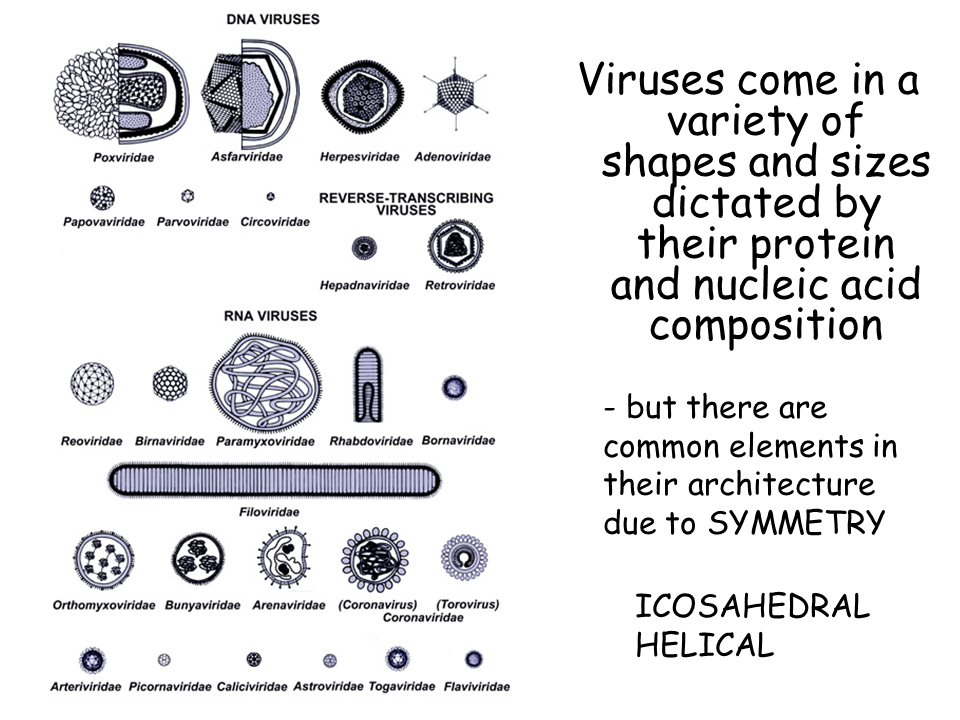 DNA VIRUSES
Poxviridae Asfarviridae Herpesviridae Adenoviridae
Papovaviridae Parvoviridae Circoviridae
REVERSE-TRANSCRIBING
VIRUSES
Hepadnaviridae Retroviridae
RNA VIRUSES
Reoviridae Birnaviridae Paramyxoviridae Rhabdoviridae Bornaviridae
Filoviridae
Orthomyxoviridae Bunyaviridae Arenaviridae (Coronavirus) (Torovirus)
Coronaviridae
Arteriviridae Picornaviridae Caliciviridae Astroviridae Togaviridae Flaviviridae
Viruses come in a
variety of
shapes and sizes
dictated by
their protein
and nucleic acid
composition
- but there are
common elements in
their architecture
due to SYMMETRY
ICOSAHEDRAL
HELICAL